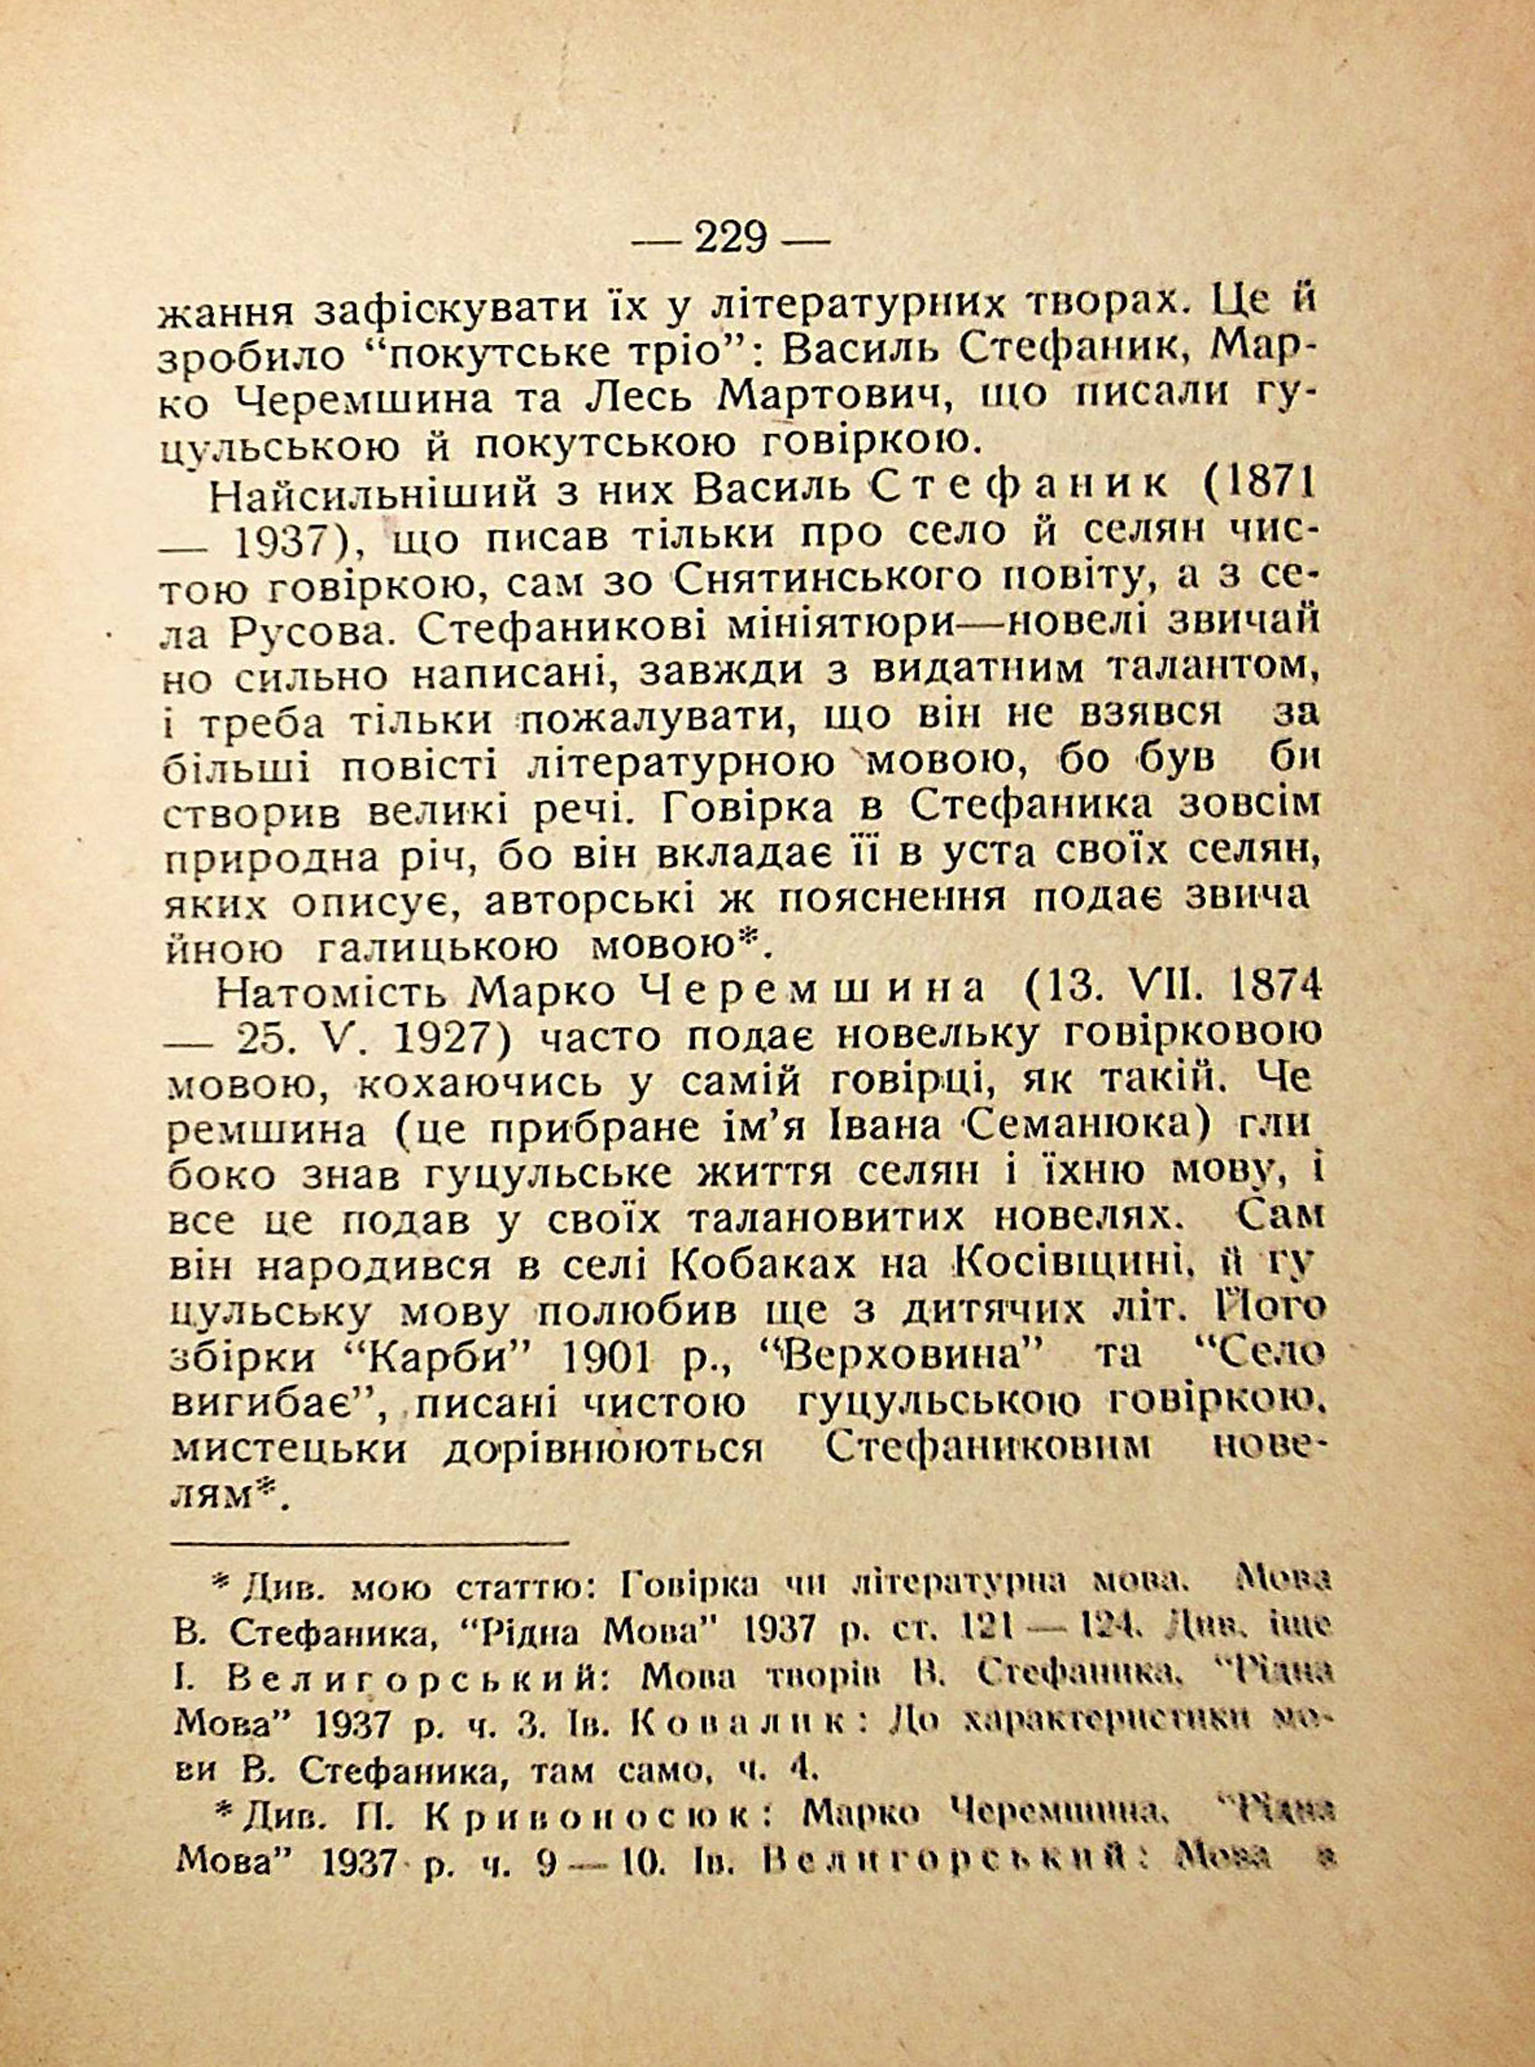 — 229 —
жання зафіскувати їх у літературних творах. Це й
зробило “покутське тріо”: Василь Стефаник, Мар-
ко Черемшина та Лесь Мартович, що писали гу-
цульською й покутською говіркою.
Найсильніший з них Василь Стефаник (1871
— 1937), що писав тільки про село й селян чис-
тою говіркою, сам зо Снятинського повіту, а з се-
ла Русова. Стефаникові мініятюри—новелі звичай
но сильно написані, завжди з видатним талантом,
і треба тільки пожалувати, що він не взявся за
більші повісті літературною мовою, бо був би
створив великі речі. Говірка в Стефаника зовсім
природна річ, бо він вкладає її в уста своїх селян,
яких описує, авторські ж пояснення подає звича
йною галицькою мовою*.
Натомість Марко Черемшина (13. VII. 1874
— 25. V. 1927) часто подає новельку говірковою
мовою, кохаючись у самій говірці, як такій. Че
ремшина (це прибране ім’я Івана Семанюка) гли
боко знав гуцульське життя селян і їхню мову, і
все це подав у своїх талановитих новелях. Сам
він народився в селі Кобаках на Косівщині, й гу
цульську мову полюбив ще з дитячих літ. Його
збірки “Карби” 1901 р., “Верховина” та “Село
вигибає”, писані чистою гуцульською говіркою,
мистецьки дорівнюються Стефаниковим нове-
лям*.
* Див. мою статтю: Говірка чи літературна мова. Мова
В. Стефаника, “Рідна Мова” 1937 р. ст. 121 — 124. Див. іще
І. Велигорський: Мова творів В. Стефаника, “Рідна
Мова” 1937 р. ч. 3. Ів. Ковалик: До характеристики мо-
ви В. Стефаника, там само, ч. 4.
* Див. П. Кривоносюк: Марко Черемшина, “Рідна
Мова” 1937 р. ч. 9 — 10. Ів. Велигорський: Мова в